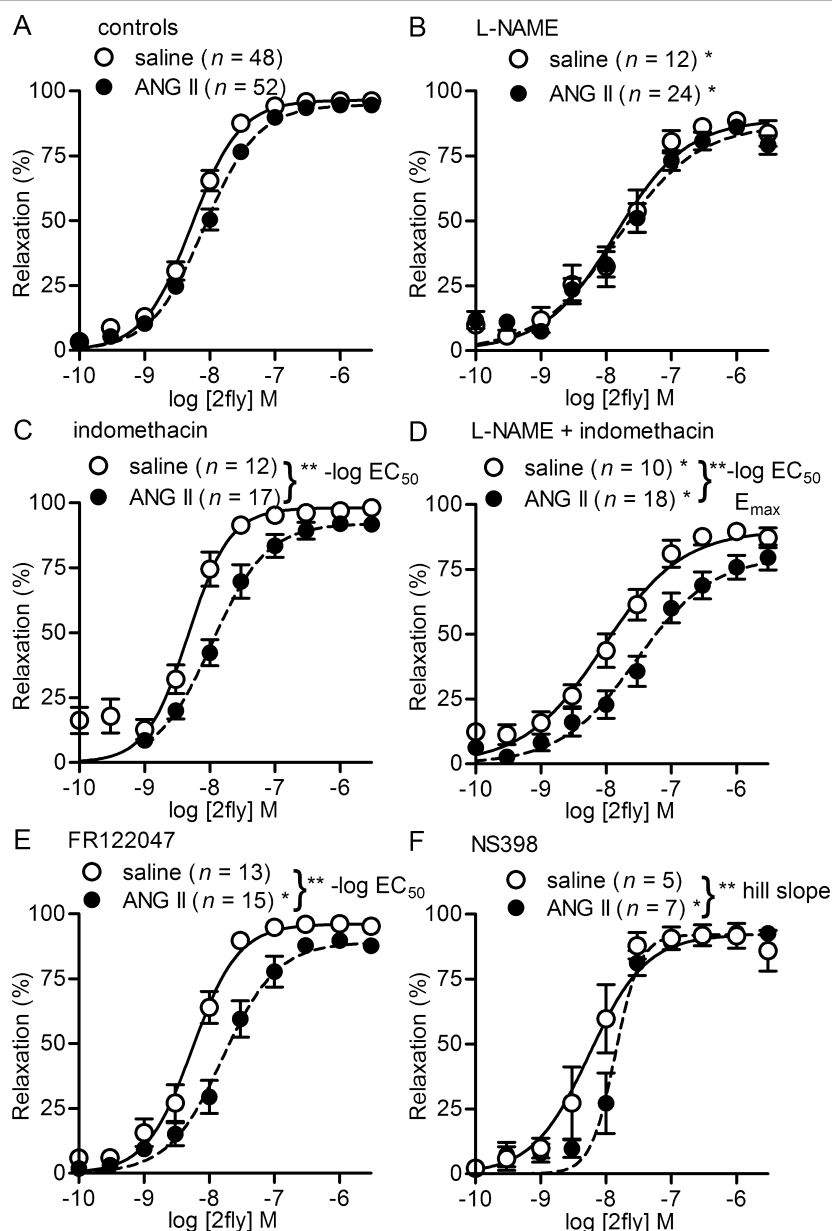 A
controls
saline (n = 48)
ANG II (n = 52)
100
75
50
25
0
Relaxation (%)
-10 -9 -8 -7 -6
log [2fly] M
B
L-NAME
saline (n = 12) *
ANG II (n = 24) *
100
75
50
25
0
Relaxation (%)
-10 -9 -8 -7 -6
log [2fly] M
C
indomethacin
saline (n = 12)
ANG II (n = 17)
** -log EC50
100
75
50
25
0
Relaxation (%)
-10 -9 -8 -7 -6
log [2fly] M
D
L-NAME + indomethacin
saline (n = 10) *
ANG II (n = 18) *
**-log EC50
Emax
100
75
50
25
0
Relaxation (%)
-10 -9 -8 -7 -6
log [2fly] M
E
FR122047
saline (n = 13)
ANG II (n = 15) *
** -log EC50
100
75
50
25
0
Relaxation (%)
-10 -9 -8 -7 -6
log [2fly] M
F
NS398
saline (n = 5)
ANG II (n = 7) *
** hill slope
100
75
50
25
0
Relaxation (%)
-10 -9 -8 -7 -6
log [2fly] M